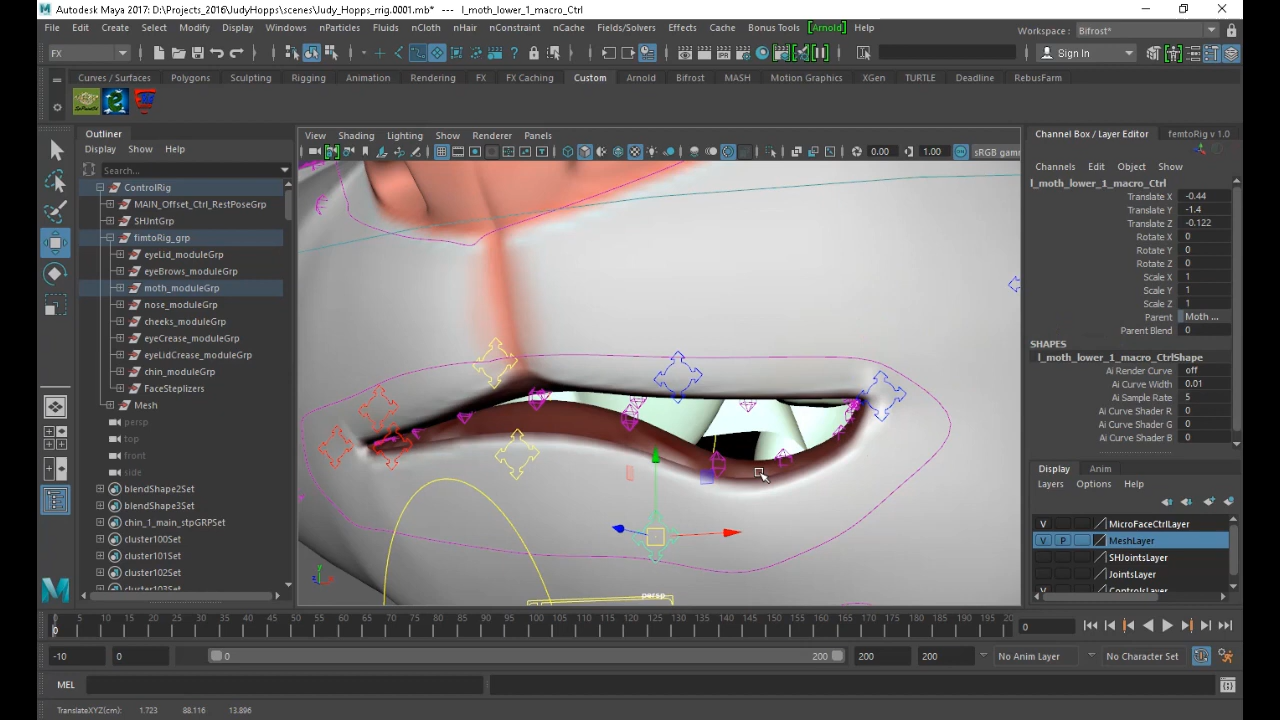 Autodesk Maya 2017: D:\Projects_2016\JudyHopps\scenes\Judy_Hopps_rig.0001.mb* --- l_moth_lower_1_macro_Ctrl
File Edit Create Select Modify Display Windows nParticles Fluids nCloth nHair nConstraint nCache Fields/Solvers Effects Cache Bonus Tools [Arnold] Help
Workspace: Bifrost*
FX
Sign In
Curves / Surfaces Polygons Sculpting Rigging Animation Rendering FX FX Caching Custom Arnold Bifrost MASH Motion Graphics XGen TURTLE Deadline RebusFarm
Outliner
Display Show Help
Search...
ControlRig
MAIN_Offset_Ctrl_RestPoseGrp
SHJntGrp
fimtoRig_grp
eyeLid_moduleGrp
eyeBrows_moduleGrp
moth_moduleGrp
nose_moduleGrp
cheeks_moduleGrp
eyeCrease_moduleGrp
eyeLidCrease_moduleGrp
chin_moduleGrp
FaceSteplizers
Mesh
persp
top
front
side
blendShape2Set
blendShape3Set
chin_1_main_stpGRPSet
cluster100Set
cluster101Set
cluster102Set
cluster103Set
View Shading Lighting Show Renderer Panels
0.00 1.00 sRGB gamm
persp
Channel Box / Layer Editor femtoRig v 1.0
Channels Edit Object Show
l_moth_lower_1_macro_Ctrl
Translate X -0.44
Translate Y -1.4
Translate Z -0.122
Rotate X 0
Rotate Y 0
Rotate Z 0
Scale X 1
Scale Y 1
Scale Z 1
Parent Moth ...
Parent Blend 0
SHAPES
l_moth_lower_1_macro_CtrlShape
Ai Render Curve off
Ai Curve Width 0.01
Ai Sample Rate 5
Ai Curve Shader R 0
Ai Curve Shader G 0
Ai Curve Shader B 0
Display Anim
Layers Options Help
V MicroFaceCtrlLayer
V P MeshLayer
SHJointsLayer
JointsLayer
V ControlsLayer
0 5 10 15 20 25 30 35 40 45 50 55 60 65 70 75 80 85 90 95 100 105 110 115 120 125 130 135 140 145 150 155 160 165 170 175 180 185 190 195 20
0
0
-10 0 0 200 200 200 No Anim Layer No Character Set
MEL
TranslateXYZ(cm): 1.723 88.116 13.896